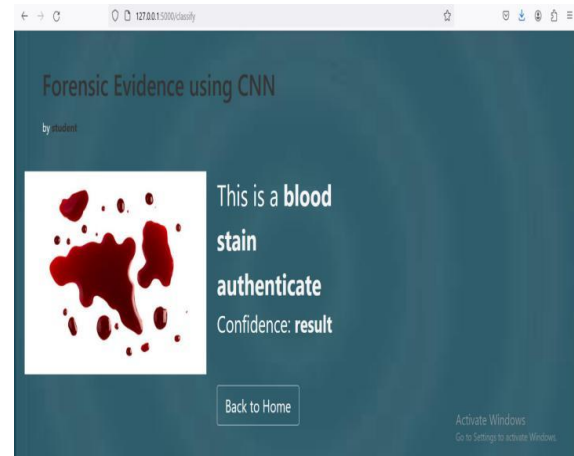 127.0.0.1:5000/classify
Forensic Evidence using CNN
by student
This is a blood
stain
authenticate
Confidence: result
Back to Home
Activate Windows
Go to Settings to activate Windows.